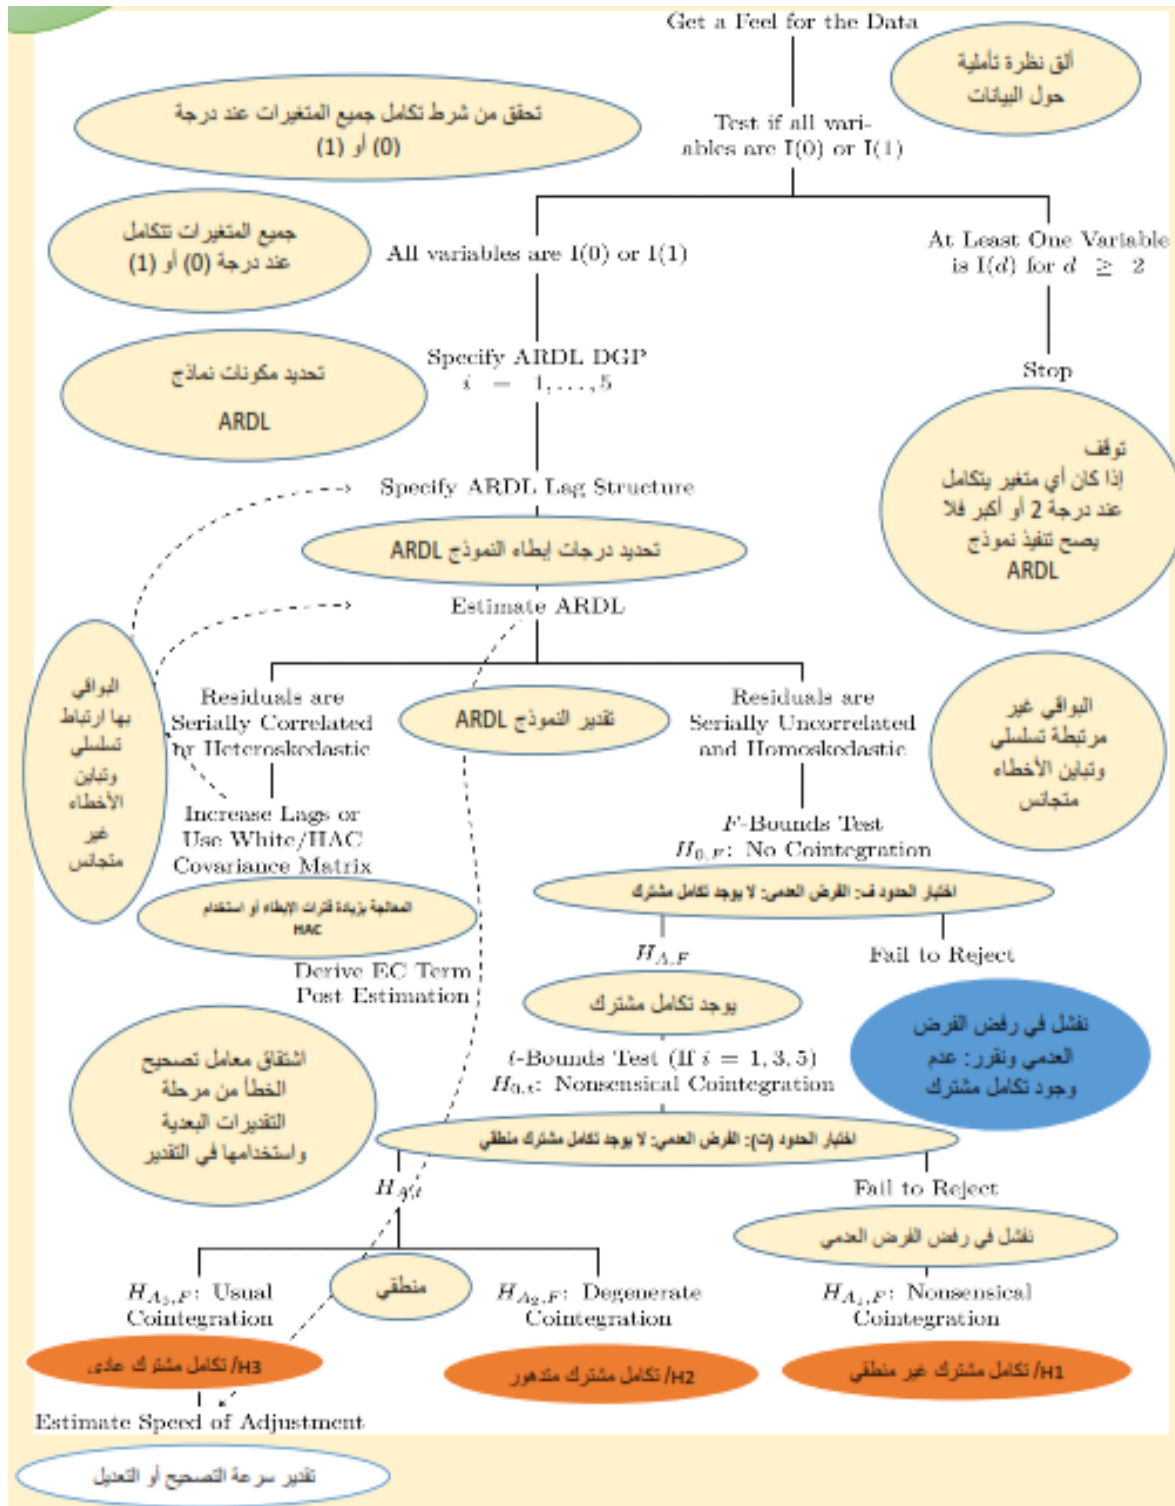 Get a Feel for the Data
ألق نظرة تأملية
حول البيانات
تحقق من شرط تكامل جميع المتغيرات عند درجة
(0) أو (1)
Test if all vari-
ables are I(0) or I(1)
جميع المتغيرات تتكامل
عند درجة (0) أو (1)
All variables are I(0) or I(1)
At Least One Variable
is I(d) for d ≥ 2
تحديد مكونات نماذج
ARDL
Specify ARDL DGP
i = 1, . . . , 5
Stop
توقف
إذا كان أي متغير يتكامل
عند درجة 2 أو أكبر فلا
يصح تنفيذ نموذج
ARDL
Specify ARDL Lag Structure
تحديد درجات إبطاء النموذج ARDL
Estimate ARDL
البواقي
بها ارتباط
تسلسلي
وتباين
الأخطاء
غير
متجانس
Residuals are
Serially Correlated
or Heteroskedastic
تقدير النموذج ARDL
Residuals are
Serially Uncorrelated
and Homoskedastic
البواقي غير
مرتبطة تسلسلي
وتباين الأخطاء
متجانس
Increase Lags or
Use White/HAC
Covariance Matrix
F-Bounds Test
H0,F: No Cointegration
المعالجة بزيادة فترات الإبطاء أو استخدام
HAC
اختبار الحدود ف: الفرض العدمي: لا يوجد تكامل مشترك
HA,F
Fail to Reject
Derive EC Term
Post Estimation
يوجد تكامل مشترك
نفشل في رفض الفرض
العدمي ونقرر: عدم
وجود تكامل مشترك
اشتقاق معامل تصحيح
الخطأ من مرحلة
التقديرات البعدية
واستخدامها في التقدير
t-Bounds Test (If i = 1, 3, 5)
H0,t: Nonsensical Cointegration
اختبار الحدود (ت): الفرض العدمي: لا يوجد تكامل مشترك منطقي
HA,t
Fail to Reject
نفشل في رفض الفرض العدمي
منطقي
HA3,F: Usual
Cointegration
HA2,F: Degenerate
Cointegration
HA1,F: Nonsensical
Cointegration
H3/ تكامل مشترك عادى
H2/ تكامل مشترك متدهور
H1/ تكامل مشترك غير منطقي
Estimate Speed of Adjustment
تقدير سرعة التصحيح أو التعديل